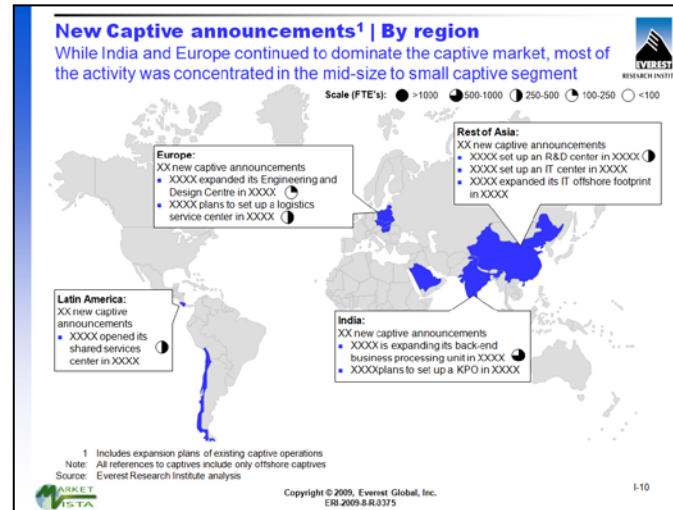 New Captive announcements¹ | By region
While India and Europe continued to dominate the captive market, most
of the activity was concentrated in the mid-size to small captive segment
EVEREST
RESEARCH INSTITUTE
Scale (FTE's): >1000 500-1000 250-500 100-250 <100
Europe:
XX new captive announcements
XXXX expanded its Engineering and
Design Centre in XXXX
XXXX plans to set up a logistics
service center in XXXX
Rest of Asia:
XX new captive announcements
XXXX set up an R&D center in XXXX
XXXX set up an IT center in XXXX
XXXX expanded its IT offshore footprint
in XXXX
Latin America:
XX new captive
announcements
XXXX opened its
shared services
center in XXXX
India:
XX new captive announcements
XXXX is expanding its back-end
business processing unit in XXXX
XXXXplans to set up a KPO in XXXX
1 Includes expansion plans of existing captive operations
Note: All references to captives include only offshore captives
Source: Everest Research Institute analysis
MARKET
VISTA
Copyright © 2009, Everest Global, Inc.
ERI-2009-8-R-0375
I-10